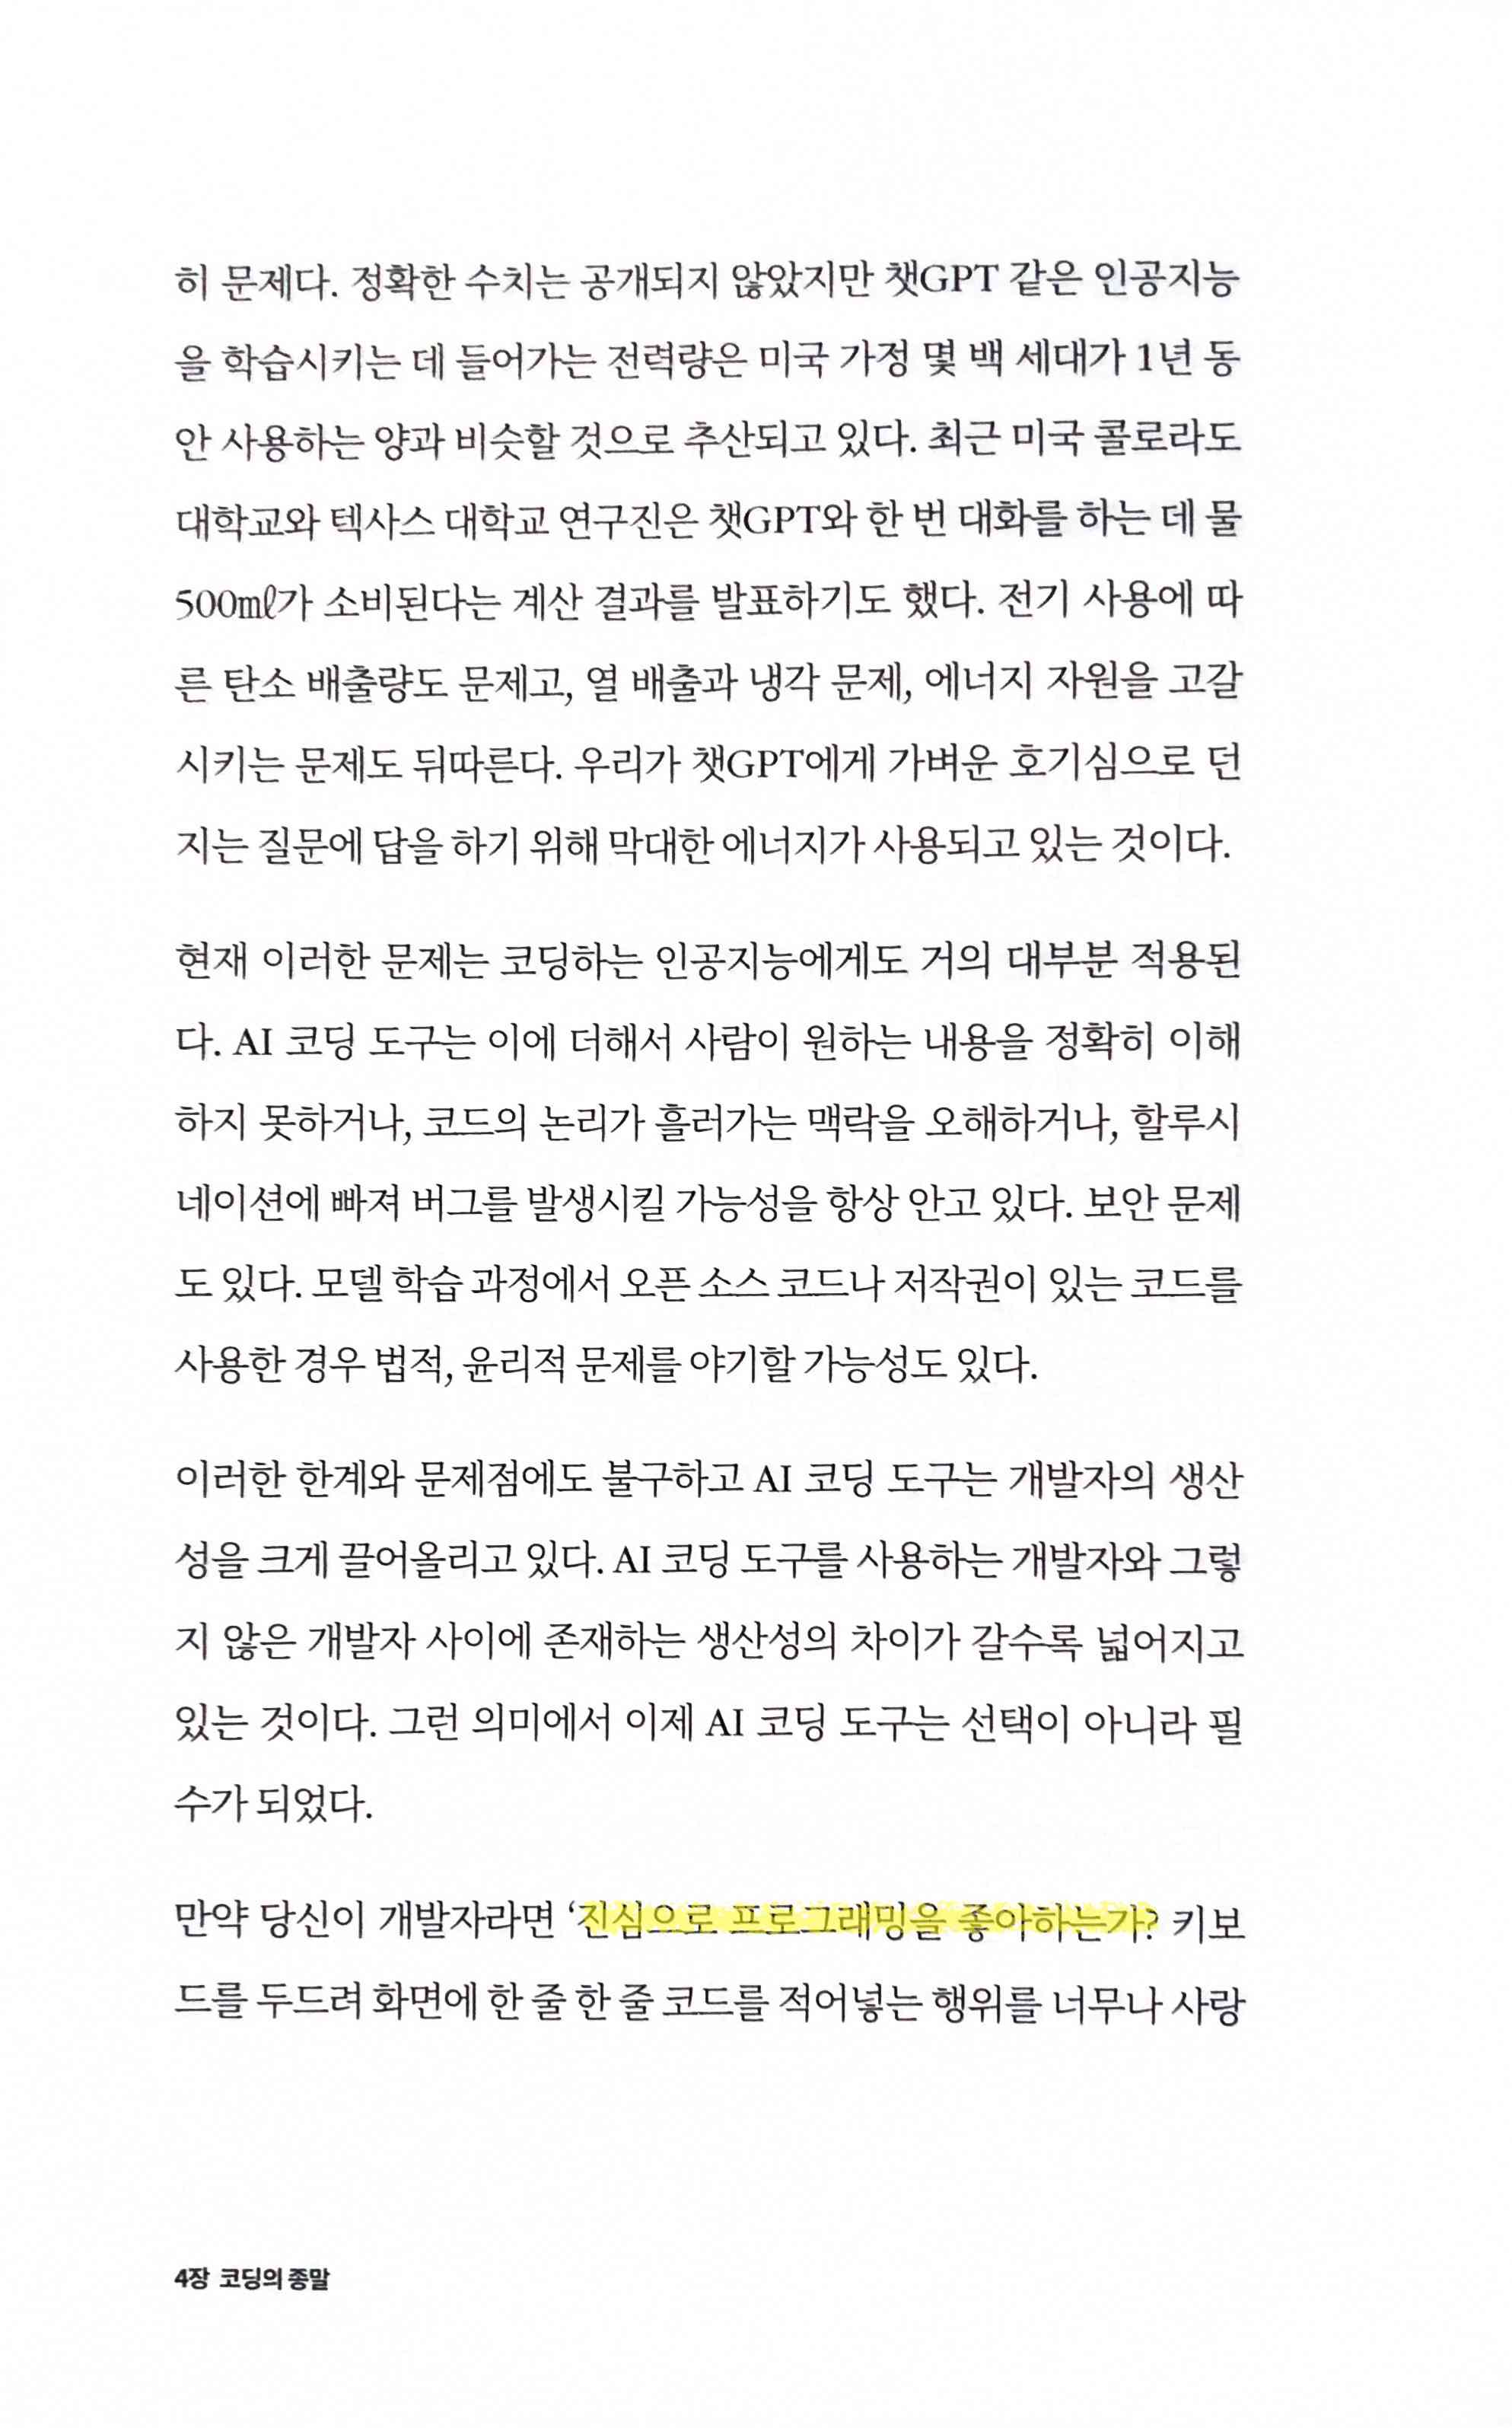 히 문제다. 정확한 수치는 공개되지 않았지만 챗GPT 같은 인공지능
을 학습시키는 데 들어가는 전력량은 미국 가정 몇 백 세대가 1년 동
안 사용하는 양과 비슷할 것으로 추산되고 있다. 최근 미국 콜로라도
대학교와 텍사스 대학교 연구진은 챗GPT와 한 번 대화를 하는 데 물
500㎖가 소비된다는 계산 결과를 발표하기도 했다. 전기 사용에 따
른 탄소 배출량도 문제고, 열 배출과 냉각 문제, 에너지 자원을 고갈
시키는 문제도 뒤따른다. 우리가 챗GPT에게 가벼운 호기심으로 던
지는 질문에 답을 하기 위해 막대한 에너지가 사용되고 있는 것이다.
현재 이러한 문제는 코딩하는 인공지능에게도 거의 대부분 적용된
다. AI 코딩 도구는 이에 더해서 사람이 원하는 내용을 정확히 이해
하지 못하거나, 코드의 논리가 흘러가는 맥락을 오해하거나, 할루시
네이션에 빠져 버그를 발생시킬 가능성을 항상 안고 있다. 보안 문제
도 있다. 모델 학습 과정에서 오픈 소스 코드나 저작권이 있는 코드를
사용한 경우 법적, 윤리적 문제를 야기할 가능성도 있다.
이러한 한계와 문제점에도 불구하고 AI 코딩 도구는 개발자의 생산
성을 크게 끌어올리고 있다. AI 코딩 도구를 사용하는 개발자와 그렇
지 않은 개발자 사이에 존재하는 생산성의 차이가 갈수록 넓어지고
있는 것이다. 그런 의미에서 이제 AI 코딩 도구는 선택이 아니라 필
수가 되었다.
만약 당신이 개발자라면 ‘진심으로 프로그래밍을 좋아하는가? 키보
드를 두드려 화면에 한 줄 한 줄 코드를 적어넣는 행위를 너무나 사랑
4장 코딩의 종말